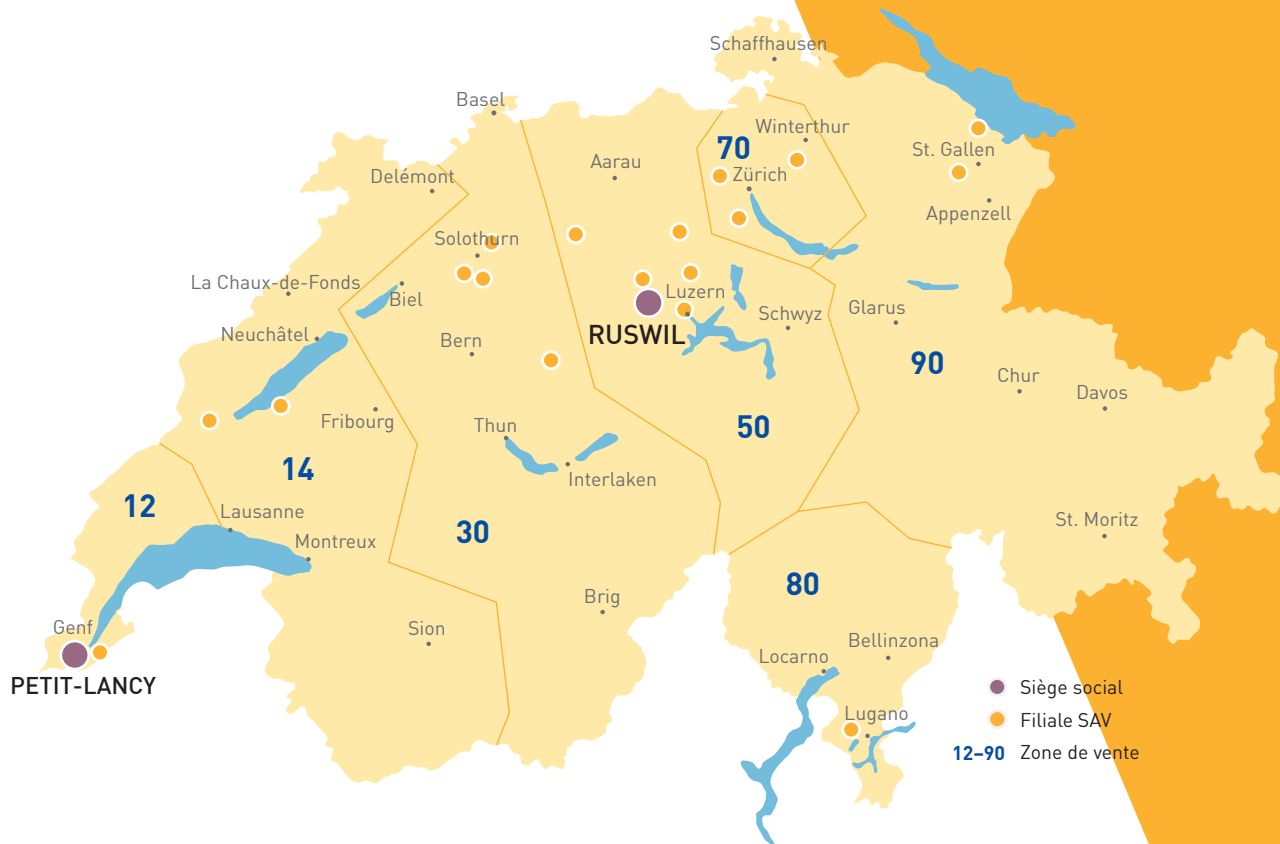 Schaffhausen
Basel
Winterthur
70
Aarau
St. Gallen
Delémont
Zürich
Appenzell
Solothurn
La Chaux-de-Fonds
Biel
Luzern
Glarus
Schwyz
Neuchâtel
RUSWIL
Bern
90
Chur
Davos
Fribourg
Thun
50
14
Interlaken
12
Lausanne
St. Moritz
30
Montreux
80
Brig
Genf
Sion
Bellinzona
Locarno
PETIT-LANCY
Siège social
Lugano
Filiale SAV
12–90 Zone de vente